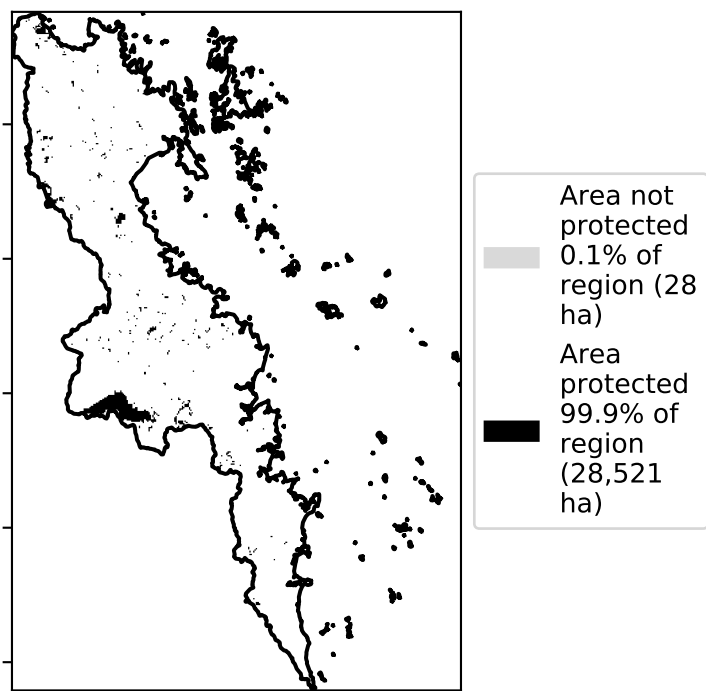 Area not
protected
0.1% of
region (28
ha)
Area
protected
99.9% of
region
(28,521
ha)